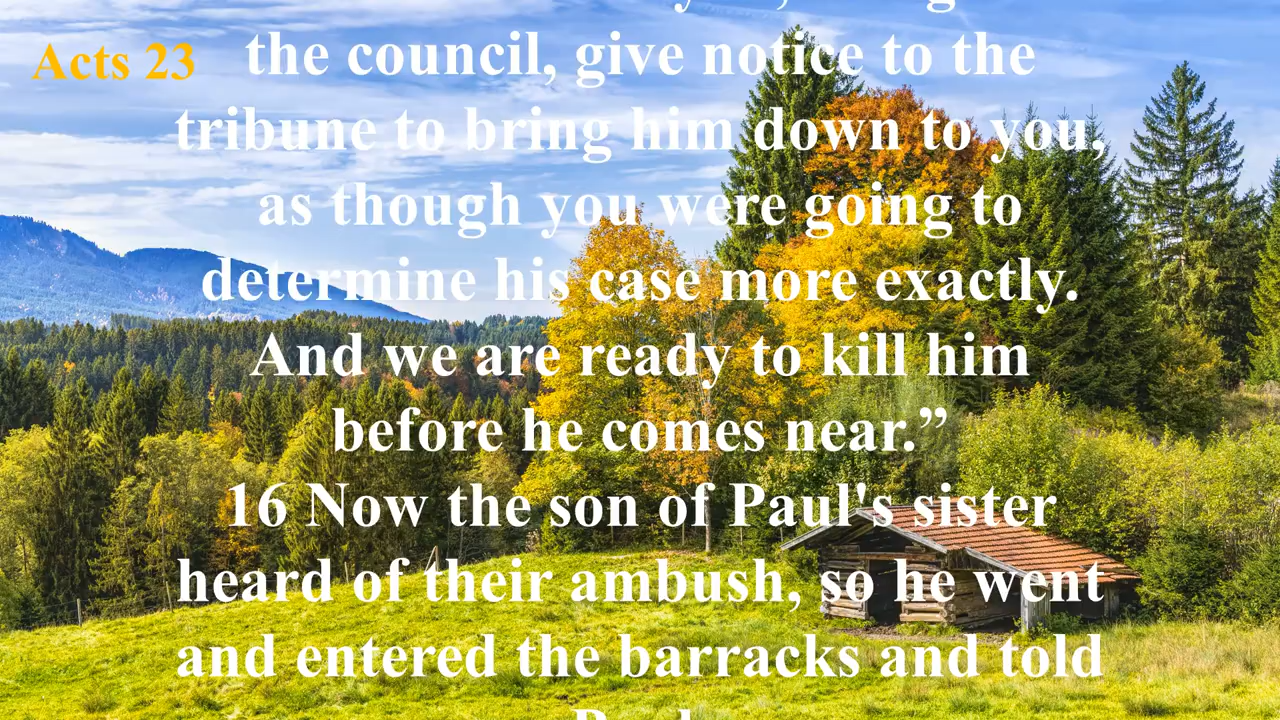 Acts 23
the council, give notice to the
tribune to bring him down to you,
as though you were going to
determine his case more exactly.
And we are ready to kill him
before he comes near.”
16 Now the son of Paul's sister
heard of their ambush, so he went
and entered the barracks and told